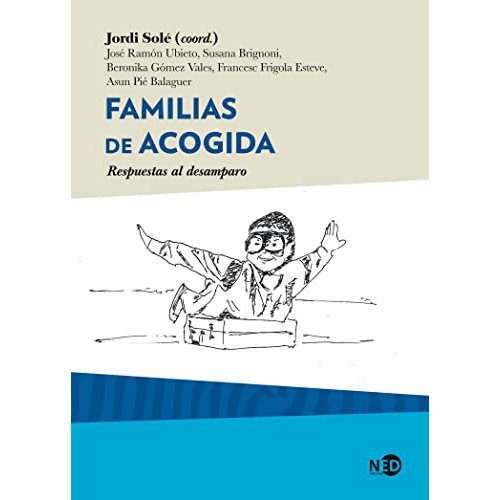 Jordi Solé (coord.)
José Ramón Ubieto, Susana Brignoni,
Beronika Gómez Vales, Francesc Frigola Esteve,
Asun Pié Balaguer
FAMILIAS
DE ACOGIDA
Respuestas al desamparo
NED